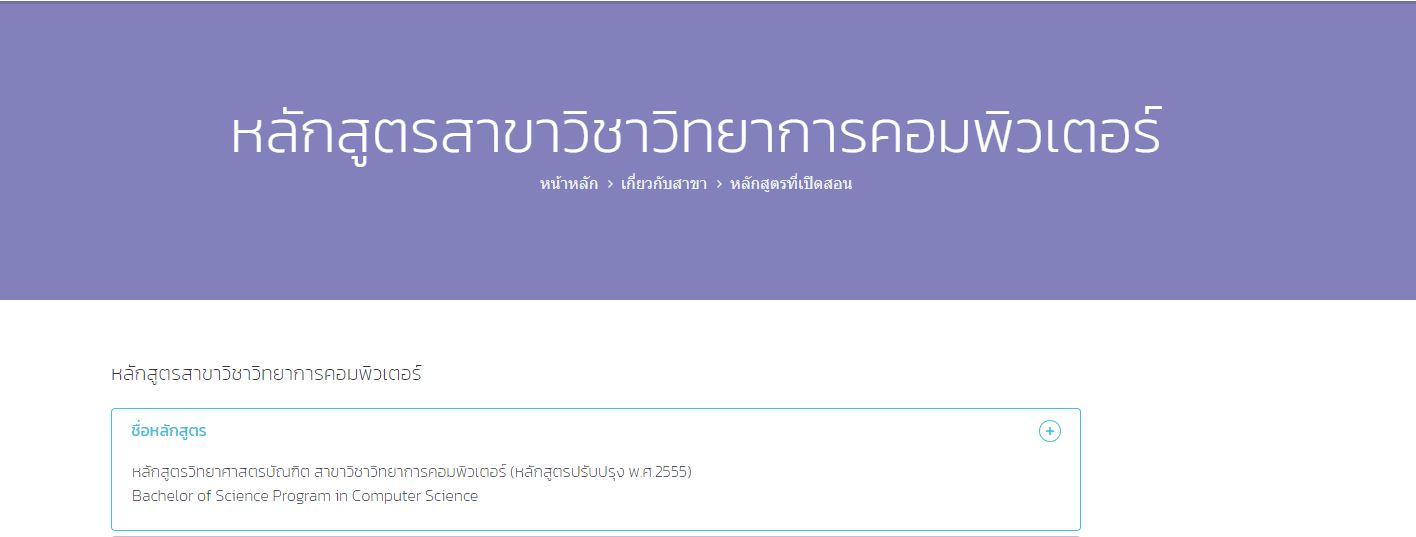 หลักสูตรสาขาวิชาวิทยาการคอมพิวเตอร์
หน้าหลัก > เกี่ยวกับสาขา > หลักสูตรที่เปิดสอน
หลักสูตรสาขาวิชาวิทยาการคอมพิวเตอร์
ชื่อหลักสูตร
หลักสูตรวิทยาศาสตรบัณฑิต สาขาวิชาวิทยาการคอมพิวเตอร์ (หลักสูตรปรับปรุง พ.ศ.2555)
Bachelor of Science Program in Computer Science